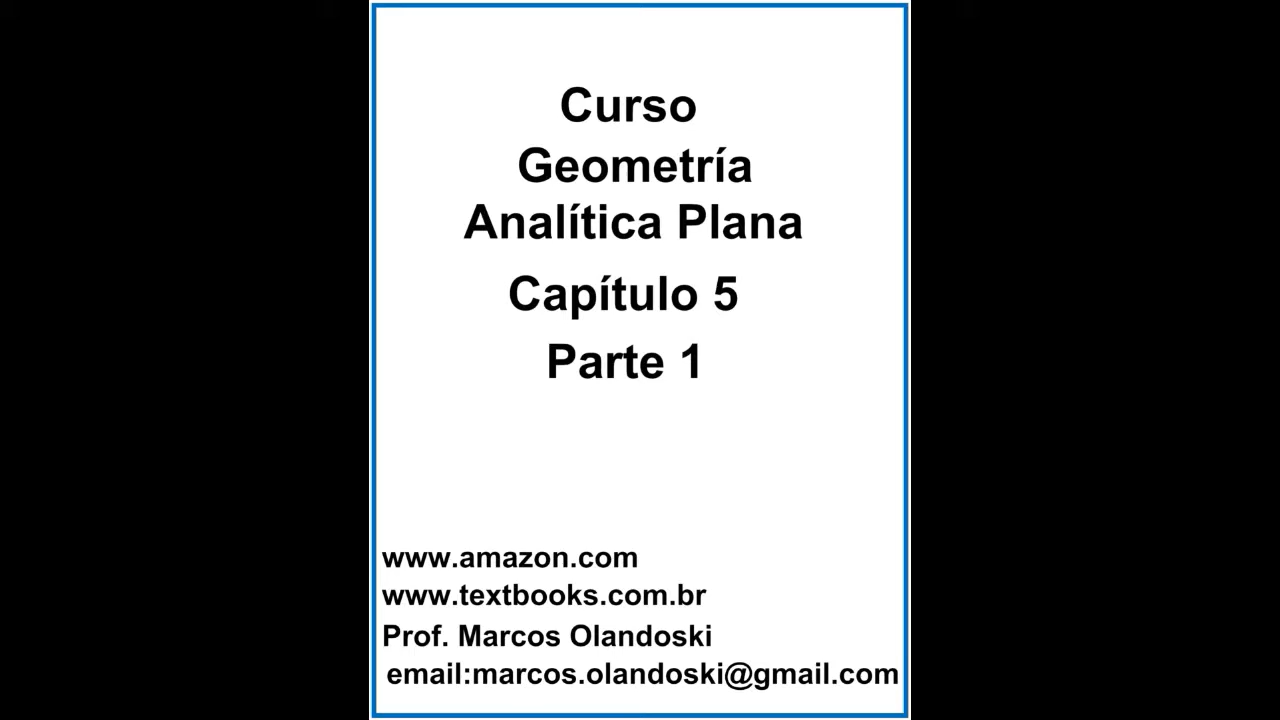 Curso
Geometría
Analítica Plana
Capítulo 5
Parte 1
www.amazon.com
www.textbooks.com.br
Prof. Marcos Olandoski
email:marcos.olandoski@gmail.com